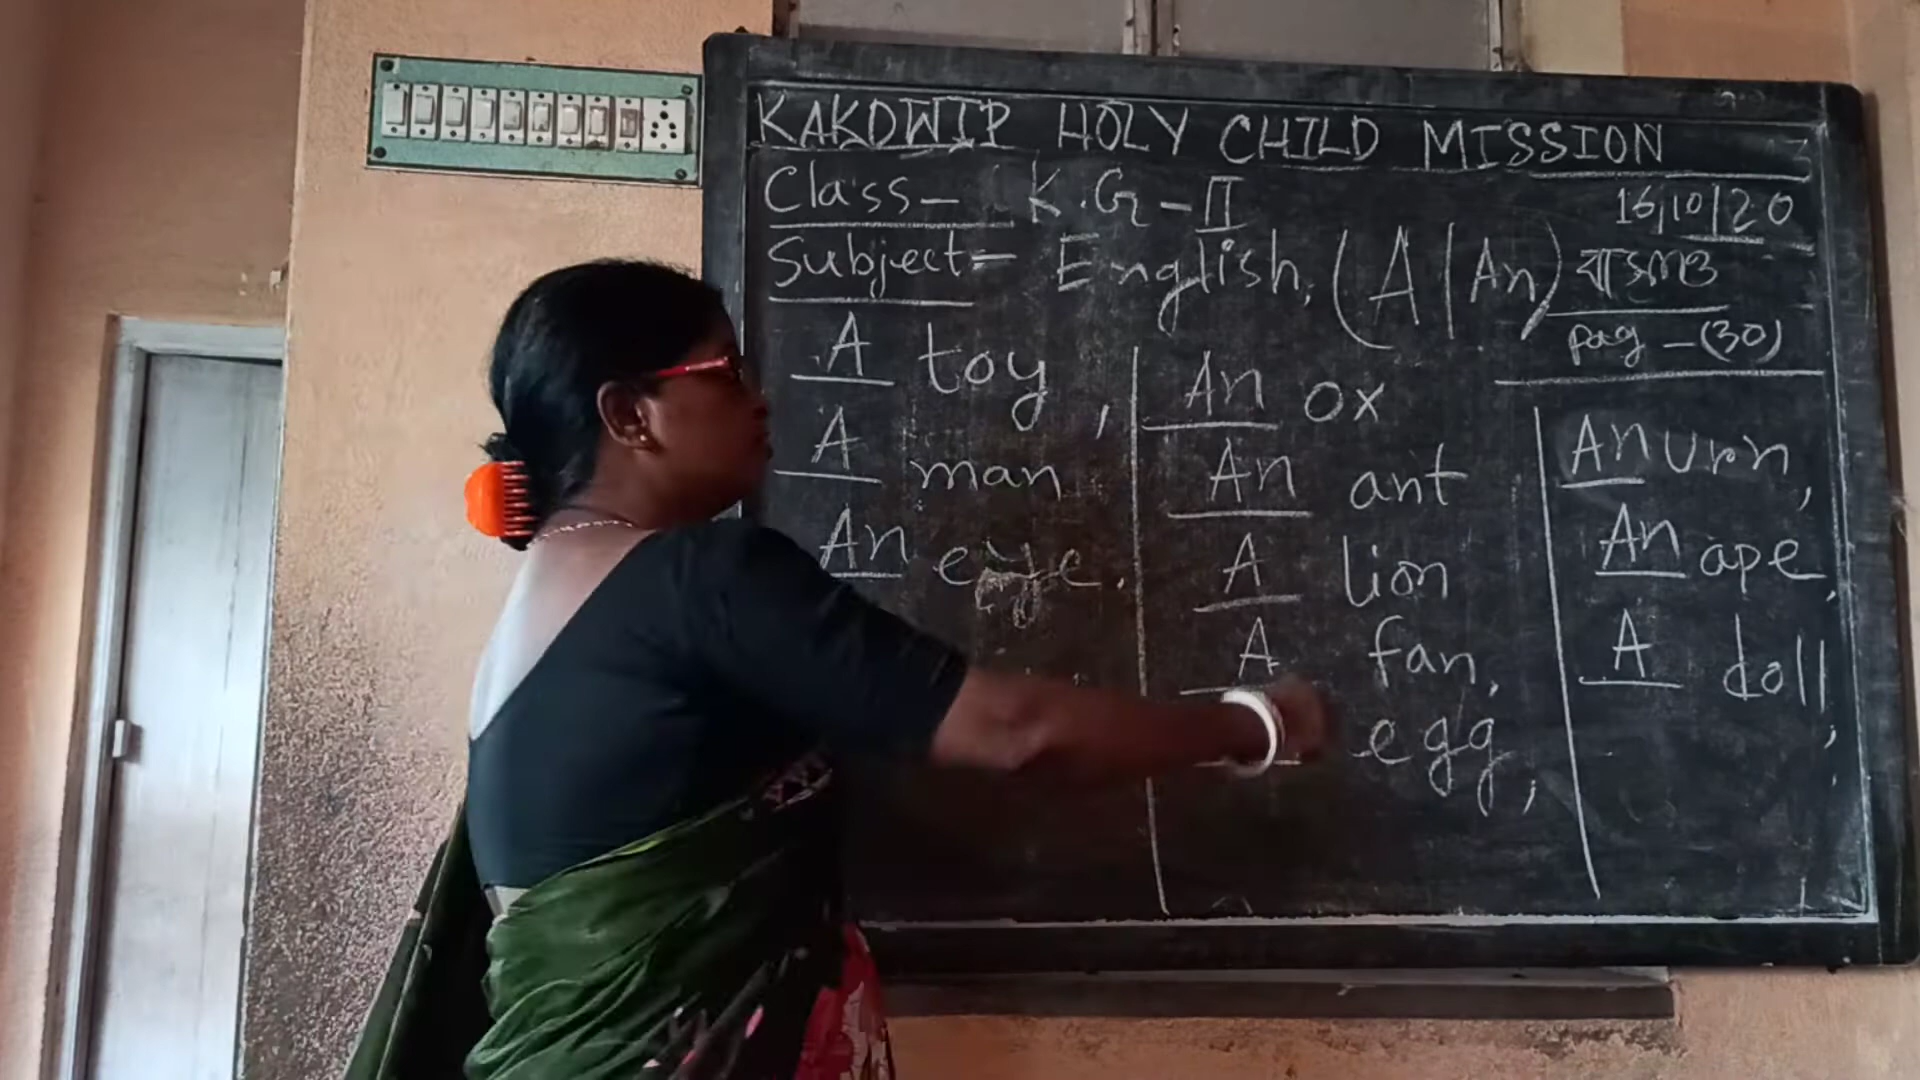 KAKDWIP HOLY CHILD MISSION
Class- K.G-II
16/10/20
Subject= English, (A/An)
pag-(30)
A toy,
A man
An eye.
An ox
An ant
A lion
A fan,
egg,
An urn,
An ape,
A doll,